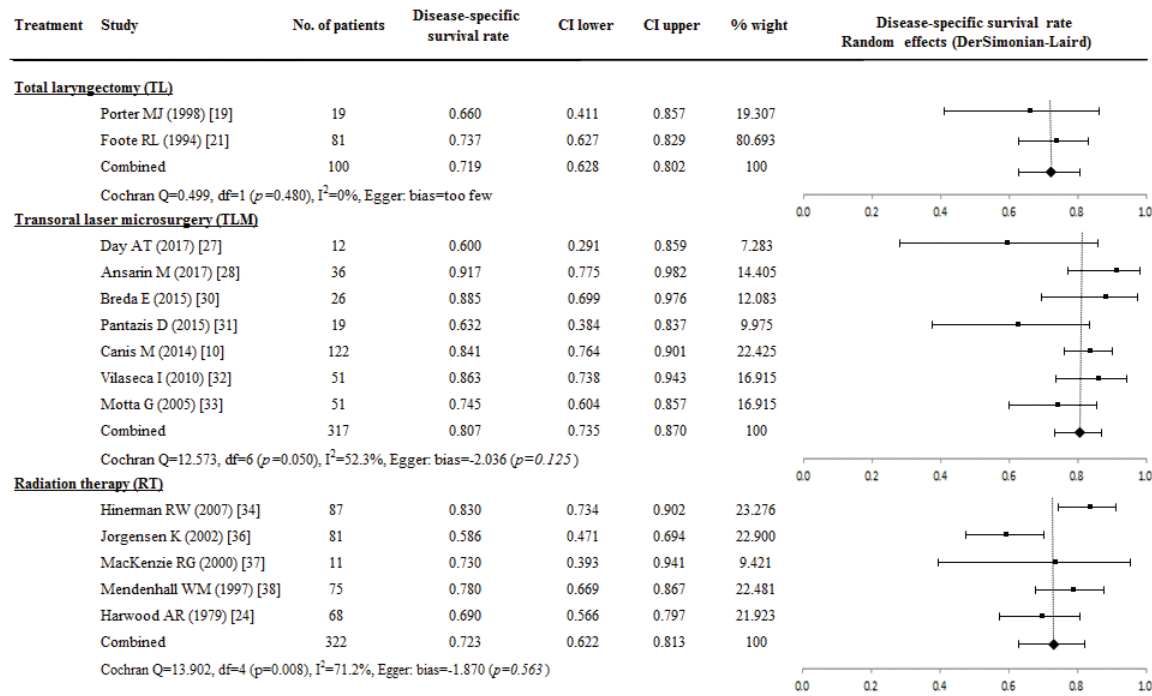 Treatment Study No. of patients Disease-specific survival rate CI lower CI upper % wight Disease-specific survival rate
Random effects (DerSimonian-Laird)
Total laryngectomy (TL)
Porter MJ (1998) [19] 19 0.660 0.411 0.857 19.307
Foote RL (1994) [21] 81 0.737 0.627 0.829 80.693
Combined 100 0.719 0.628 0.802 100
Cochran Q=0.499, df=1 (p=0.480), I²=0%, Egger: bias=too few
0.0 0.2 0.4 0.6 0.8 1.0
Transoral laser microsurgery (TLM)
Day AT (2017) [27] 12 0.600 0.291 0.859 7.283
Ansarin M (2017) [28] 36 0.917 0.775 0.982 14.405
Breda E (2015) [30] 26 0.885 0.699 0.976 12.083
Pantazis D (2015) [31] 19 0.632 0.384 0.837 9.975
Canis M (2014) [10] 122 0.841 0.764 0.901 22.425
Vilaseca I (2010) [32] 51 0.863 0.738 0.943 16.915
Motta G (2005) [33] 51 0.745 0.604 0.857 16.915
Combined 317 0.807 0.735 0.870 100
Cochran Q=12.573, df=6 (p=0.050), I²=52.3%, Egger: bias=-2.036 (p=0.125)
0.0 0.2 0.4 0.6 0.8 1.0
Radiation therapy (RT)
Hinerman RW (2007) [34] 87 0.830 0.734 0.902 23.276
Jorgensen K (2002) [36] 81 0.586 0.471 0.694 22.900
MacKenzie RG (2000) [37] 11 0.730 0.393 0.941 9.421
Mendenhall WM (1997) [38] 75 0.780 0.669 0.867 22.481
Harwood AR (1979) [24] 68 0.690 0.566 0.797 21.923
Combined 322 0.723 0.622 0.813 100
Cochran Q=13.902, df=4 (p=0.008), I²=71.2%, Egger: bias=-1.870 (p=0.563)
0.0 0.2 0.4 0.6 0.8 1.0